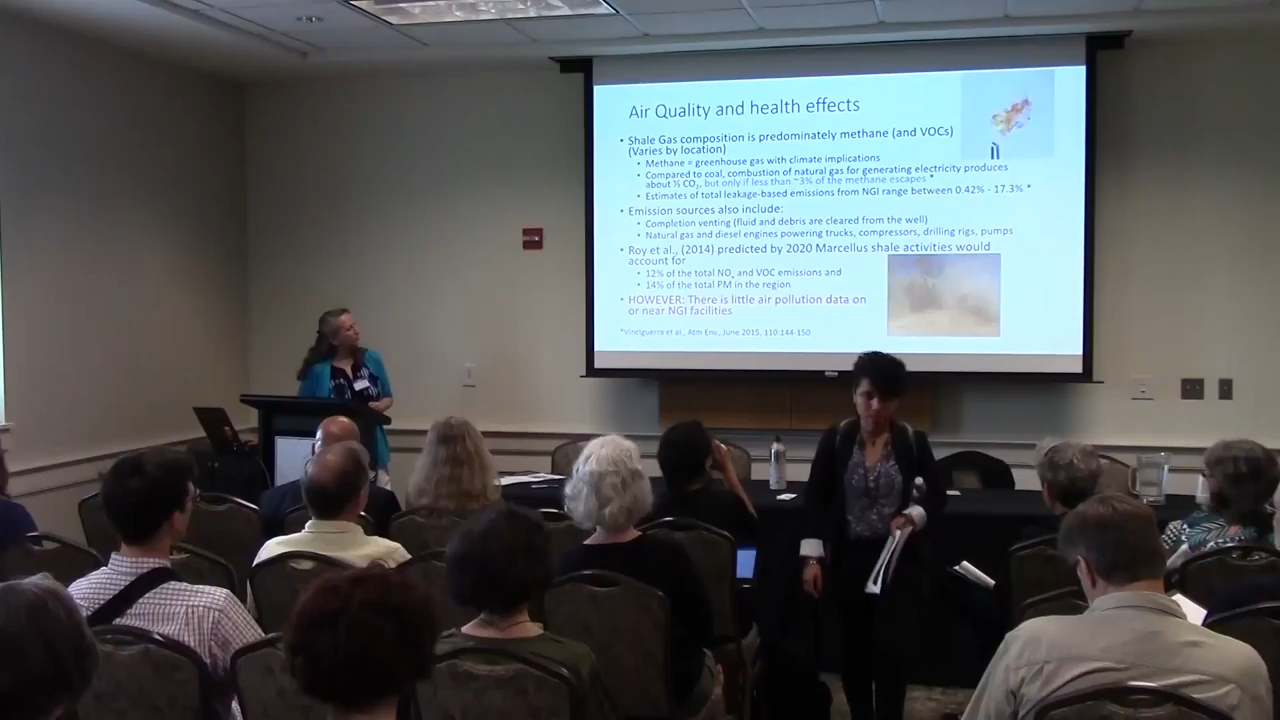 Air Quality and health effects
• Shale Gas composition is predominately methane (and VOCs)
(Varies by location)
• Methane = greenhouse gas with climate implications
• Compared to coal, combustion of natural gas for generating electricity produces
about ½ CO₂, but only if less than ~3% of the methane escapes *
• Estimates of total leakage-based emissions from NGI range between 0.42% - 17.3% *
• Emission sources also include:
• Completion venting (fluid and debris are cleared from the well)
• Natural gas and diesel engines powering trucks, compressors, drilling rigs, pumps
• Roy et al., (2014) predicted by 2020 Marcellus shale activities would
account for
• 12% of the total NOₓ and VOC emissions and
• 14% of the total PM in the region
• HOWEVER: There is little air pollution data on
or near NGI facilities
*Vinciguerra et al., Atm Env., June 2015, 110:144-150